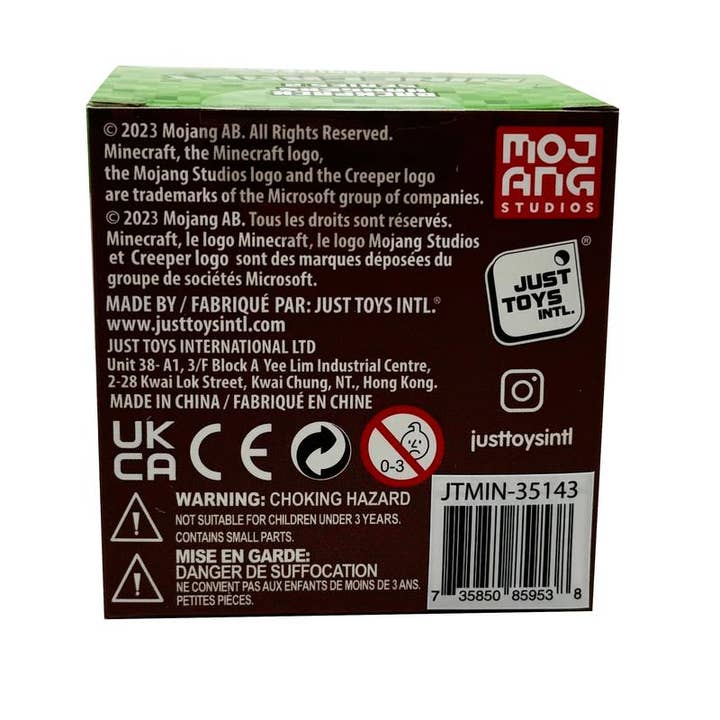 © 2023 Mojang AB. All Rights Reserved.
Minecraft, the Minecraft logo,
the Mojang Studios logo and the Creeper logo
are trademarks of the Microsoft group of companies.
© 2023 Mojang AB. Tous les droits sont réservés.
Minecraft, le logo Minecraft, le logo Mojang Studios
et Creeper logo sont des marques déposées du
groupe de sociétés Microsoft.
MADE BY / FABRIQUÉ PAR: JUST TOYS INTL.®
www.justtoysintl.com
JUST TOYS INTERNATIONAL LTD
Unit 38- A1, 3/F Block A Yee Lim Industrial Centre,
2-28 Kwai Lok Street, Kwai Chung, NT., Hong Kong.
MADE IN CHINA / FABRIQUÉ EN CHINE
MOJ
ANG
STUDIOS
®
JUST
TOYS
INTL.
justtoysintl
UK
CA
CE
0-3
WARNING: CHOKING HAZARD
NOT SUITABLE FOR CHILDREN UNDER 3 YEARS.
CONTAINS SMALL PARTS.
MISE EN GARDE:
DANGER DE SUFFOCATION
NE CONVIENT PAS AUX ENFANTS DE MOINS DE 3 ANS.
PETITES PIÈCES.
JTMIN-35143
7 35850 85953 8